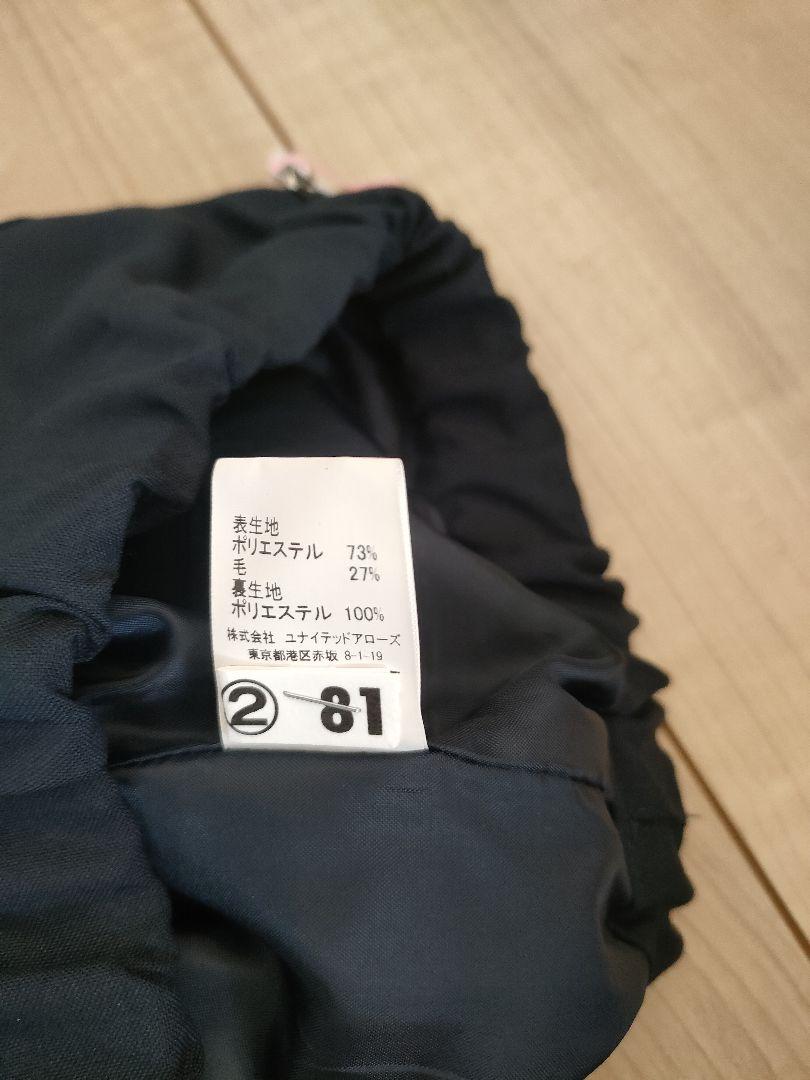 表生地
ポリエステル 73%
毛 27%
裏生地
ポリエステル 100%
株式会社 ユナイテッドアローズ
東京都港区赤坂 8-1-19
② 81